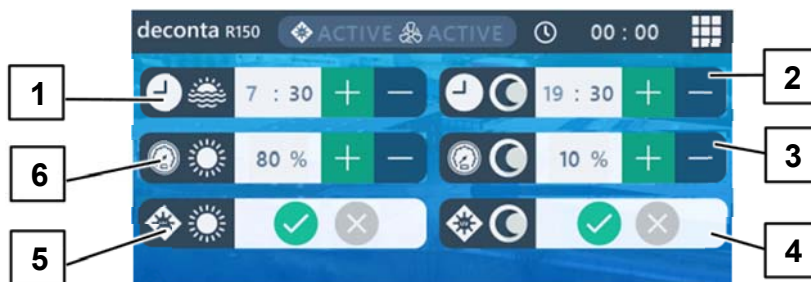 deconta R150 ACTIVE ACTIVE 00 : 00
1 7 : 30 + − 19 : 30 + − 2
6 80 % + − 10 % + − 3
5 4